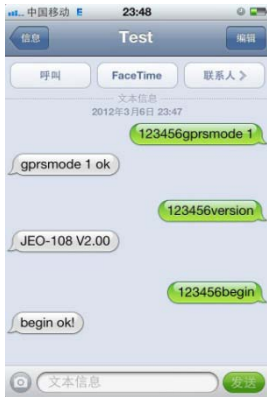 中国移动 E 23:48
信息 Test 编辑
呼叫 FaceTime 联系人
文本信息
2012年3月6日 23:47
123456gprsmode 1
gprsmode 1 ok
123456version
JEO-108 V2.00
123456begin
begin ok!
文本信息 发送